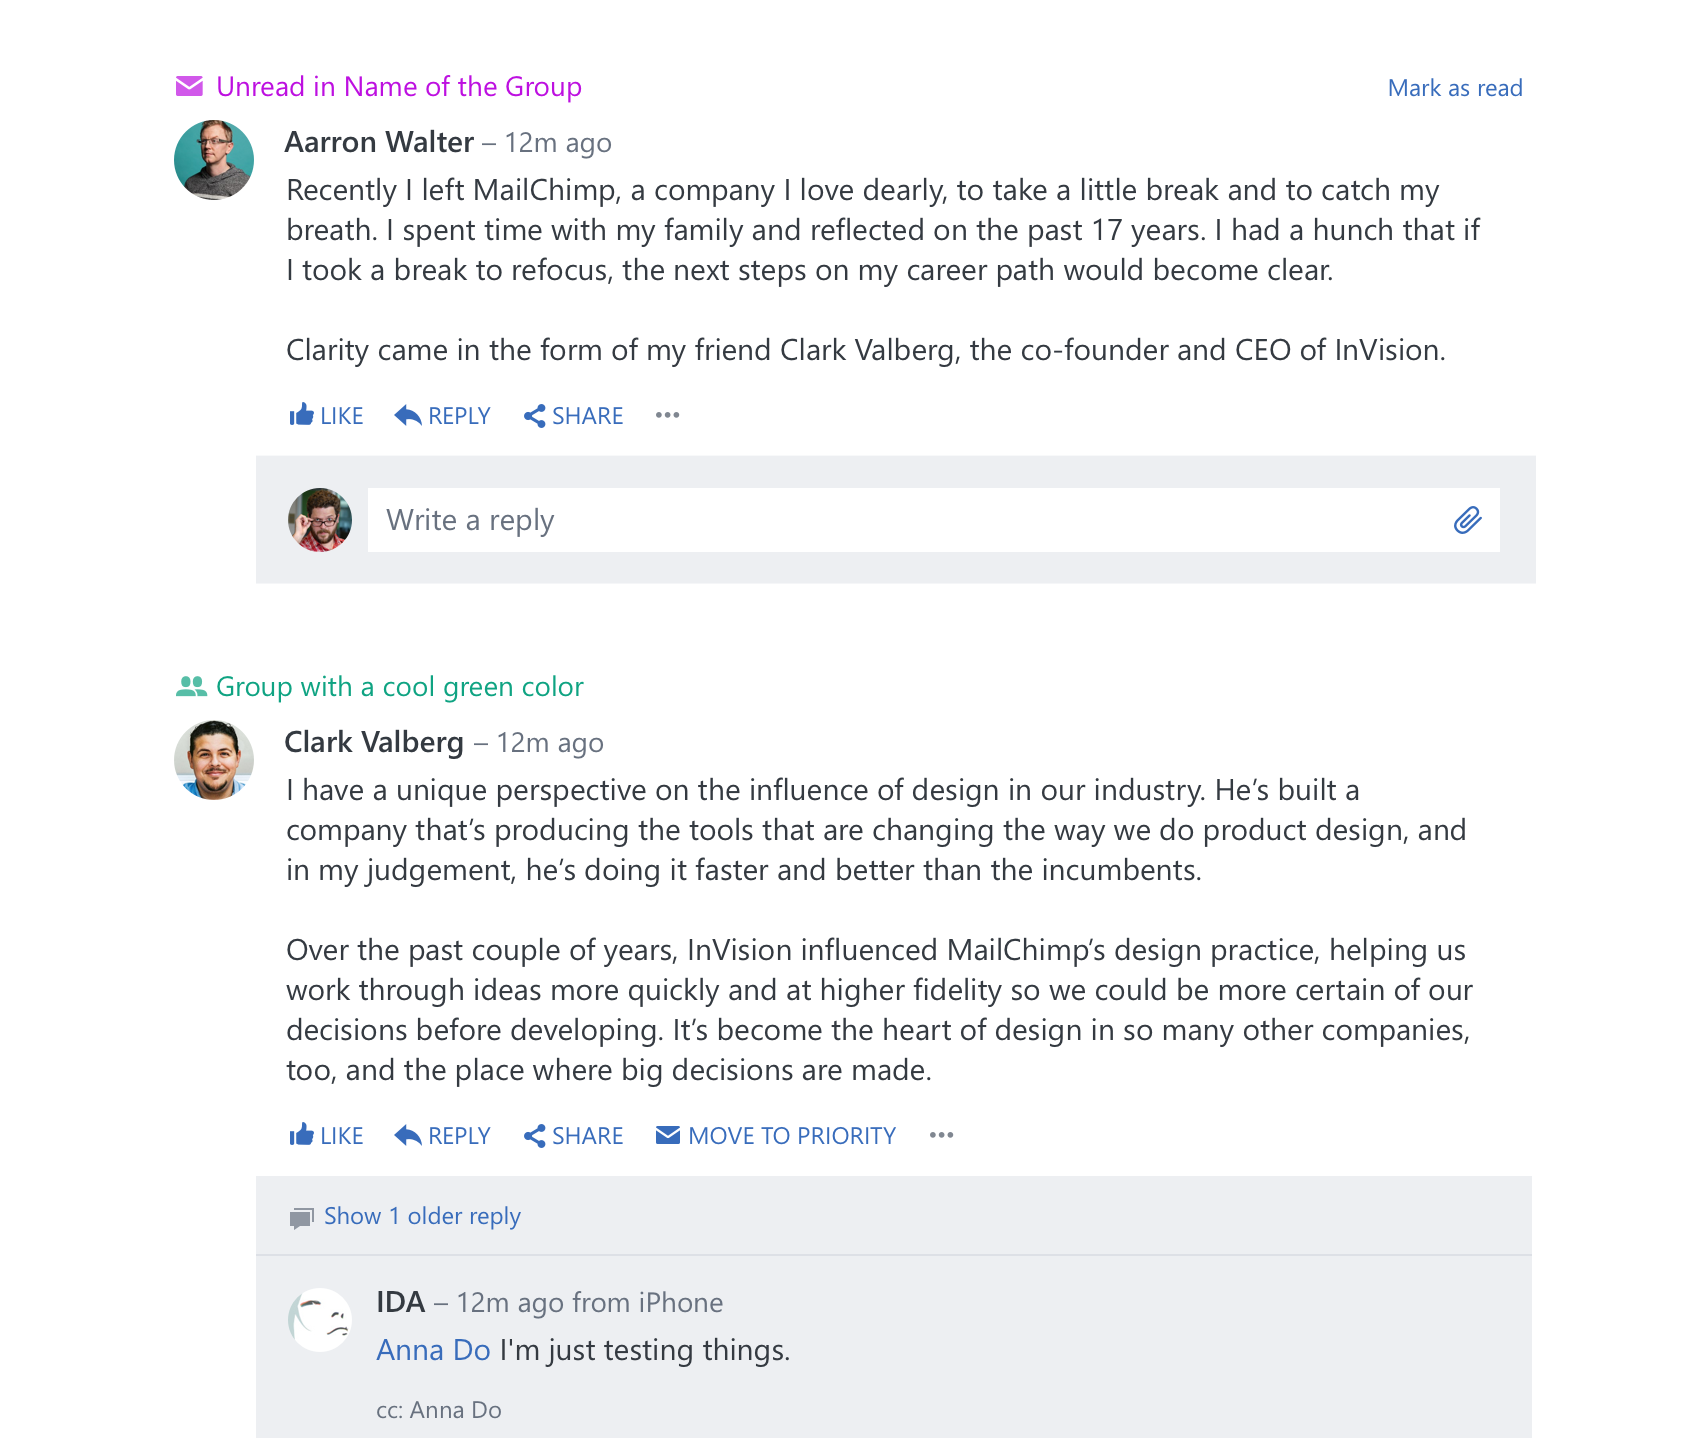 Unread in Name of the Group
Mark as read
Aarron Walter – 12m ago
Recently I left MailChimp, a company I love dearly, to take a little break and to catch my
breath. I spent time with my family and reflected on the past 17 years. I had a hunch that if
I took a break to refocus, the next steps on my career path would become clear.
Clarity came in the form of my friend Clark Valberg, the co-founder and CEO of InVision.
LIKE REPLY SHARE •••
Write a reply
Group with a cool green color
Clark Valberg – 12m ago
I have a unique perspective on the influence of design in our industry. He’s built a
company that’s producing the tools that are changing the way we do product design, and
in my judgement, he’s doing it faster and better than the incumbents.
Over the past couple of years, InVision influenced MailChimp’s design practice, helping us
work through ideas more quickly and at higher fidelity so we could be more certain of our
decisions before developing. It’s become the heart of design in so many other companies,
too, and the place where big decisions are made.
LIKE REPLY SHARE MOVE TO PRIORITY •••
Show 1 older reply
IDA – 12m ago from iPhone
Anna Do I'm just testing things.
cc: Anna Do